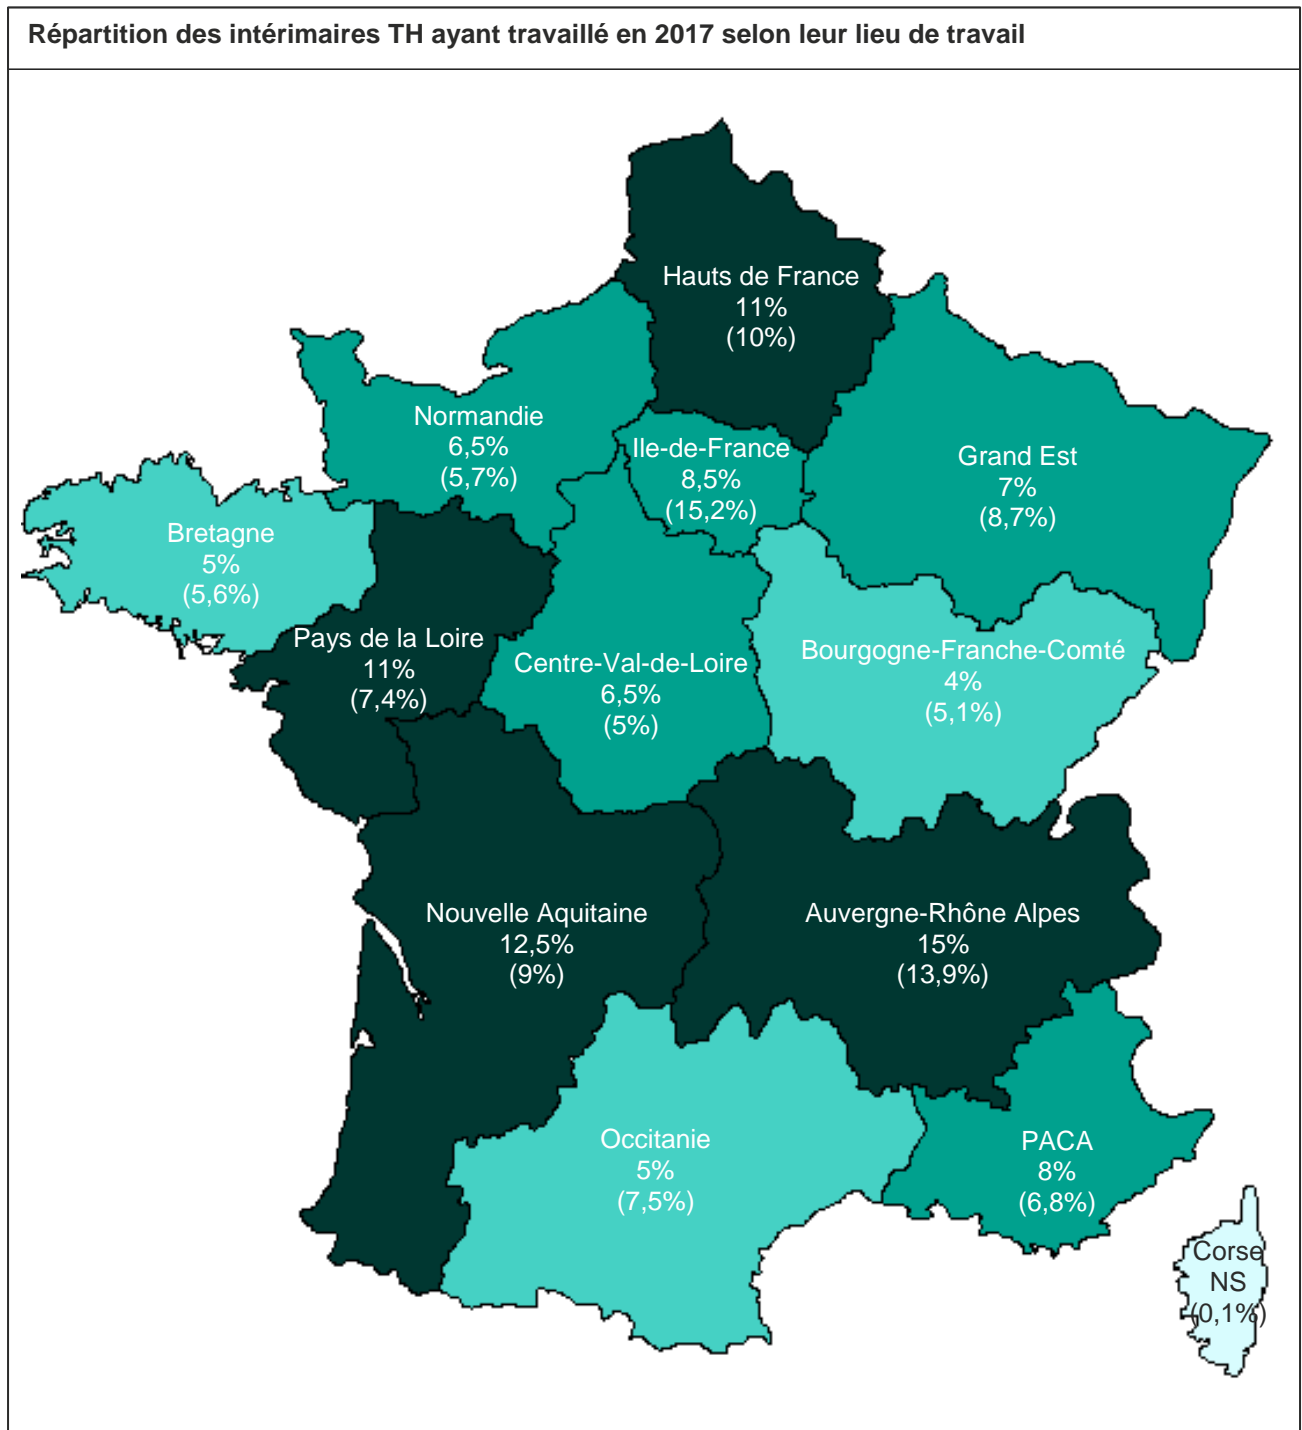 Répartition des intérimaires TH ayant travaillé en 2017 selon leur lieu de travail
Hauts de France
11%
(10%)
Normandie
6,5%
(5,7%)
Ile-de-France
8,5%
(15,2%)
Grand Est
7%
(8,7%)
Bretagne
5%
(5,6%)
Pays de la Loire
11%
(7,4%)
Centre-Val-de-Loire
6,5%
(5%)
Bourgogne-Franche-Comté
4%
(5,1%)
Nouvelle Aquitaine
12,5%
(9%)
Auvergne-Rhône Alpes
15%
(13,9%)
Occitanie
5%
(7,5%)
PACA
8%
(6,8%)
Corse
NS
(0,1%)